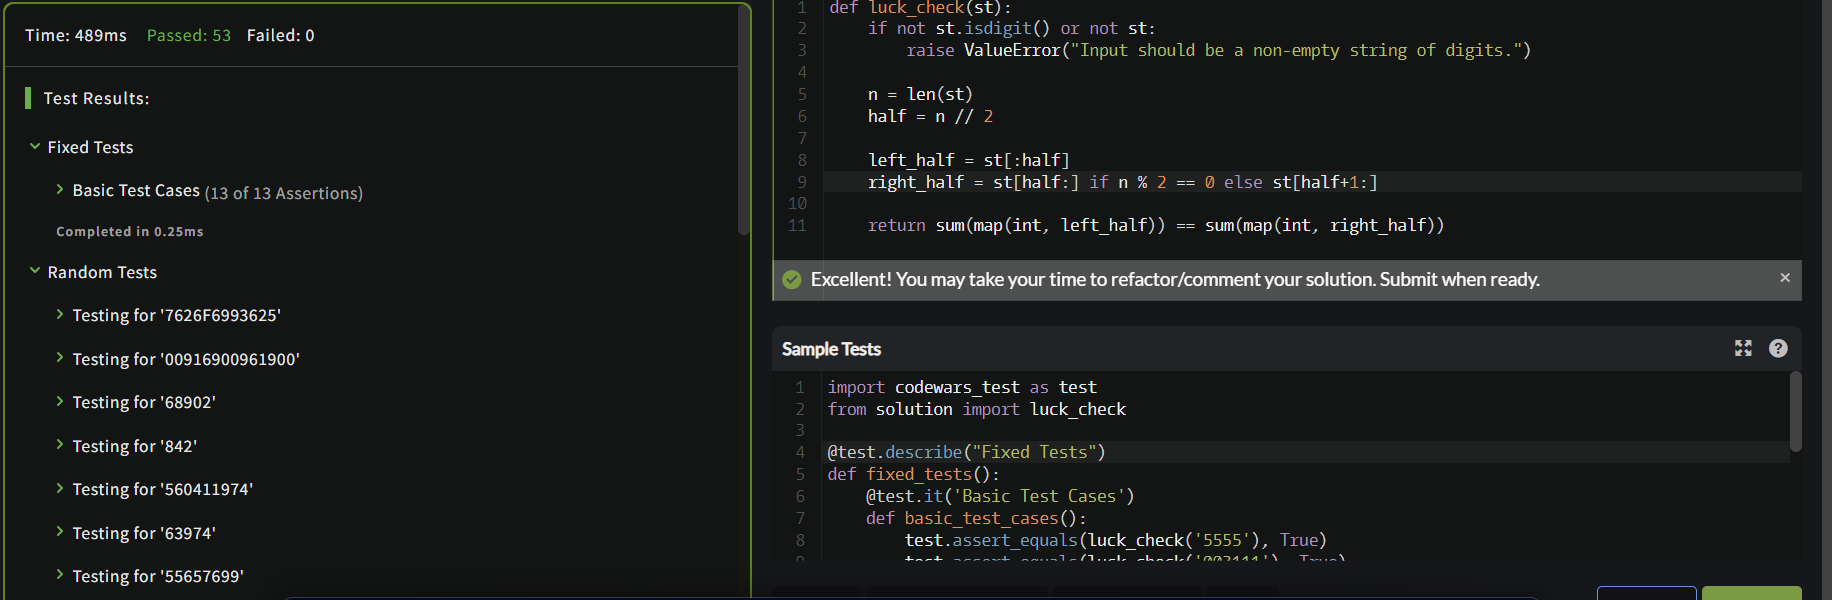 Time: 489ms Passed: 53 Failed: 0
Test Results:
Fixed Tests
Basic Test Cases (13 of 13 Assertions)
Completed in 0.25ms
Random Tests
Testing for '7626F6993625'
Testing for '00916900961900'
Testing for '68902'
Testing for '842'
Testing for '560411974'
Testing for '63974'
Testing for '55657699'
1 def luck_check(st):
2 if not st.isdigit() or not st:
3 raise ValueError("Input should be a non-empty string of digits.")
4
5 n = len(st)
6 half = n // 2
7
8 left_half = st[:half]
9 right_half = st[half:] if n % 2 == 0 else st[half+1:]
10
11 return sum(map(int, left_half)) == sum(map(int, right_half))
Excellent! You may take your time to refactor/comment your solution. Submit when ready.
Sample Tests
1 import codewars_test as test
2 from solution import luck_check
3
4 @test.describe("Fixed Tests")
5 def fixed_tests():
6 @test.it('Basic Test Cases')
7 def basic_test_cases():
8 test.assert_equals(luck_check('5555'), True)
9 test.assert_equals(luck_check('003111'), True)